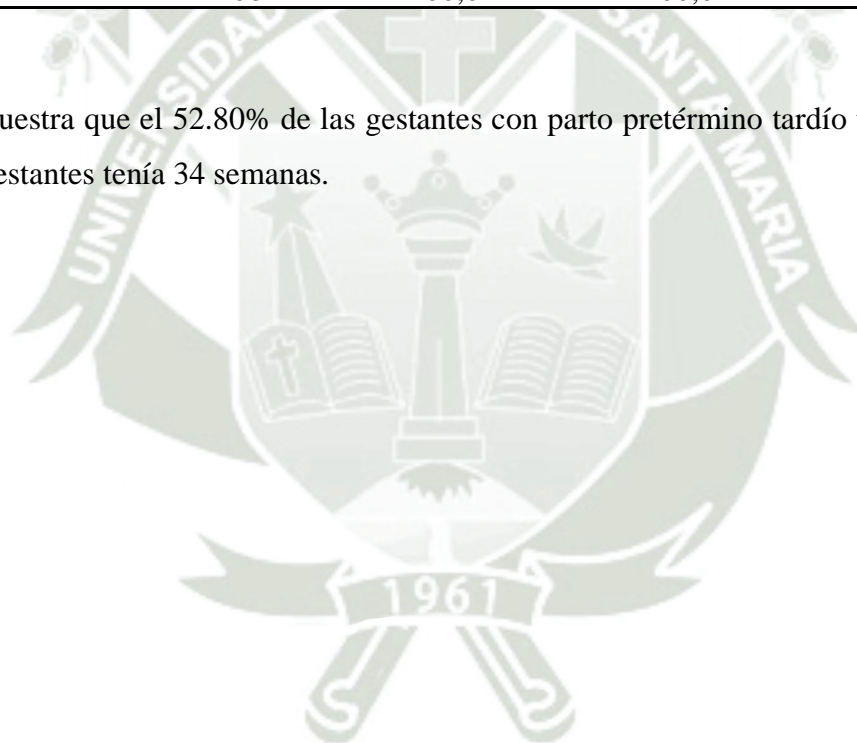 uestra que el 52.80% de las gestantes con parto pretérmino tardío
estantes tenía 34 semanas.
UNIVERSIDAD
SANTA MARIA
1961